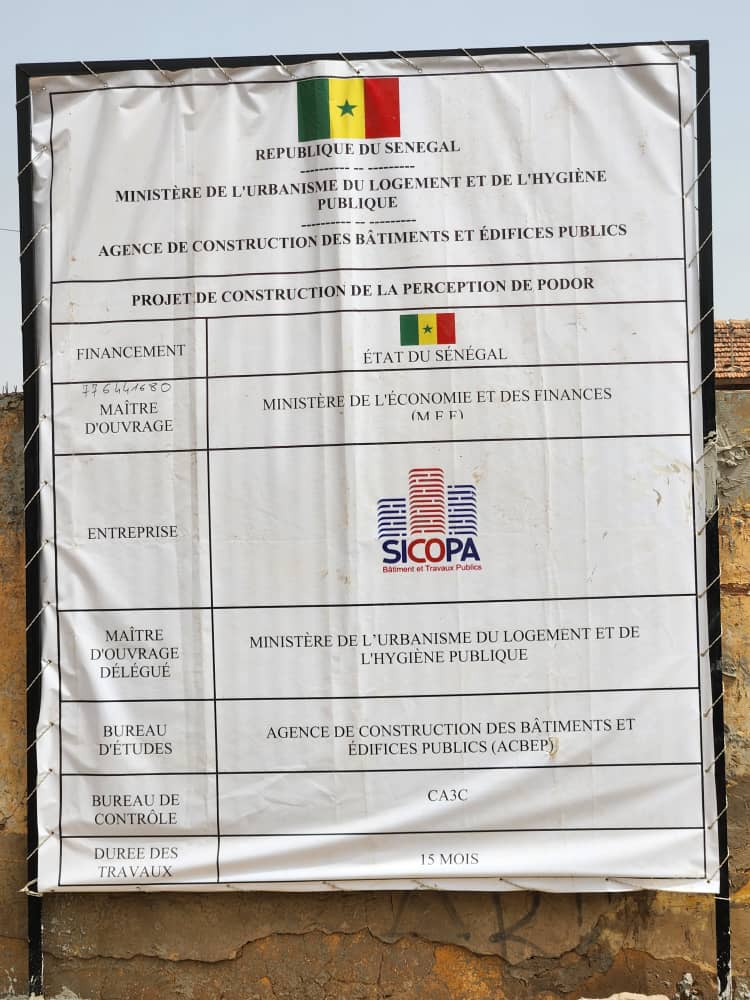 REPUBLIQUE DU SENEGAL
---------- -- ---------
MINISTÈRE DE L'URBANISME DU LOGEMENT ET DE L'HYGIÈNE
PUBLIQUE
---------- -- ---------
AGENCE DE CONSTRUCTION DES BÂTIMENTS ET ÉDIFICES PUBLICS
PROJET DE CONSTRUCTION DE LA PERCEPTION DE PODOR
FINANCEMENT
ÉTAT DU SÉNÉGAL
776441680
MAÎTRE
D'OUVRAGE
MINISTÈRE DE L'ÉCONOMIE ET DES FINANCES
(M.E.F)
ENTREPRISE
SICOPA
Bâtiment et Travaux Publics
MAÎTRE
D'OUVRAGE
DÉLÉGUÉ
MINISTÈRE DE L'URBANISME DU LOGEMENT ET DE
L'HYGIÈNE PUBLIQUE
BUREAU
D'ÉTUDES
AGENCE DE CONSTRUCTION DES BÂTIMENTS ET
ÉDIFICES PUBLICS (ACBEP)
BUREAU DE
CONTRÔLE
CA3C
DUREE DES
TRAVAUX
15 MOIS